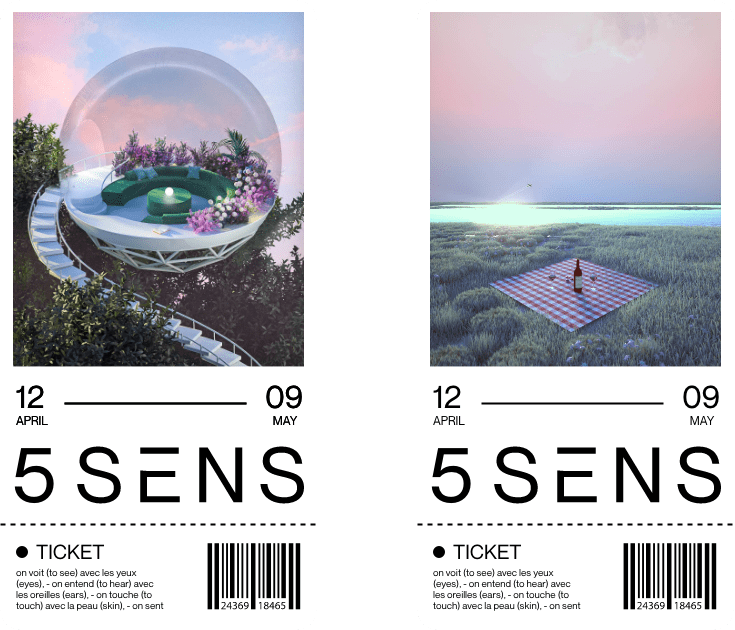 12
APRIL
09
MAY
5 SENS
TICKET
on voit (to see) avec les yeux
(eyes), - on entend (to hear) avec
les oreilles (ears), - on touche (to
touch) avec la peau (skin), - on sent
24369 18465
12
APRIL
09
MAY
5 SENS
TICKET
on voit (to see) avec les yeux
(eyes), - on entend (to hear) avec
les oreilles (ears), - on touche (to
touch) avec la peau (skin), - on sent
24369 18465